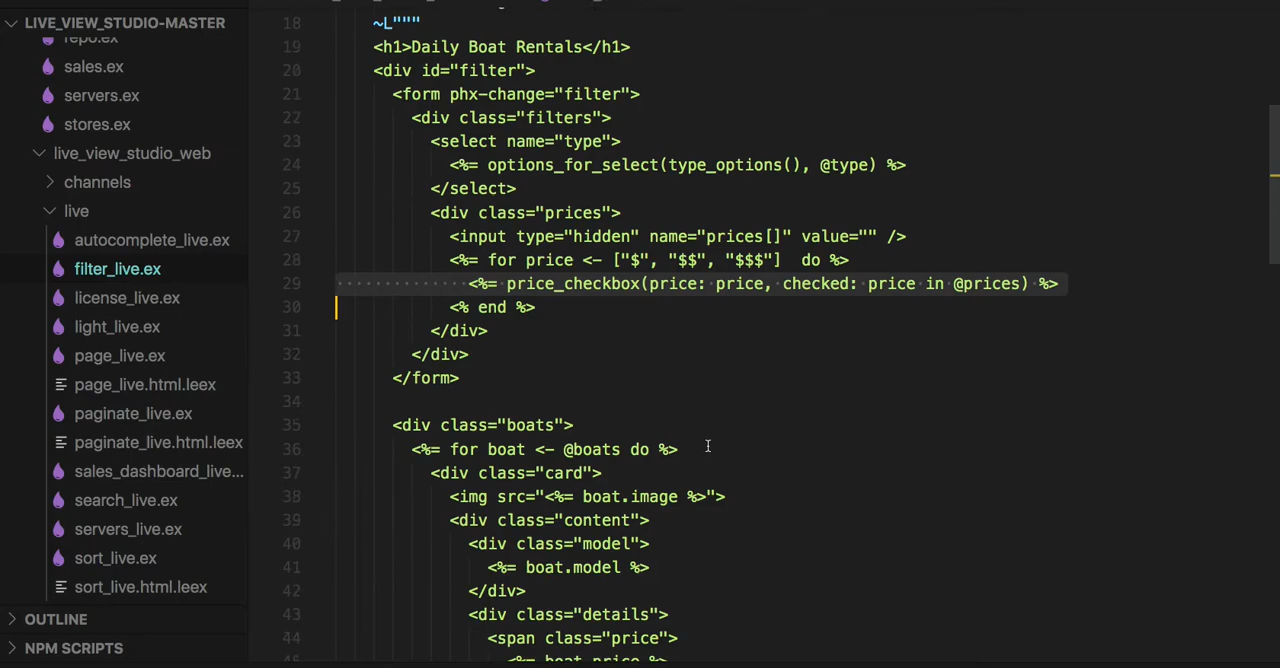 LIVE_VIEW_STUDIO-MASTER
repo.ex
sales.ex
servers.ex
stores.ex
live_view_studio_web
channels
live
autocomplete_live.ex
filter_live.ex
license_live.ex
light_live.ex
page_live.ex
page_live.html.leex
paginate_live.ex
paginate_live.html.leex
sales_dashboard_live...
search_live.ex
servers_live.ex
sort_live.ex
sort_live.html.leex
OUTLINE
NPM SCRIPTS
18 ~L"""
19 <h1>Daily Boat Rentals</h1>
20 <div id="filter">
21 <form phx-change="filter">
22 <div class="filters">
23 <select name="type">
24 <%= options_for_select(type_options(), @type) %>
25 </select>
26 <div class="prices">
27 <input type="hidden" name="prices[]" value="" />
28 <%= for price <- ["$", "$$", "$$$"]  do %>
29 <%= price_checkbox(price: price, checked: price in @prices) %>
30 <% end %>
31 </div>
32 </div>
33 </form>
34
35 <div class="boats">
36 <%= for boat <- @boats do %>
37 <div class="card">
38 <img src="<%= boat.image %>">
39 <div class="content">
40 <div class="model">
41 <%= boat.model %>
42 </div>
43 <div class="details">
44 <span class="price">
45 <%= boat.price %>